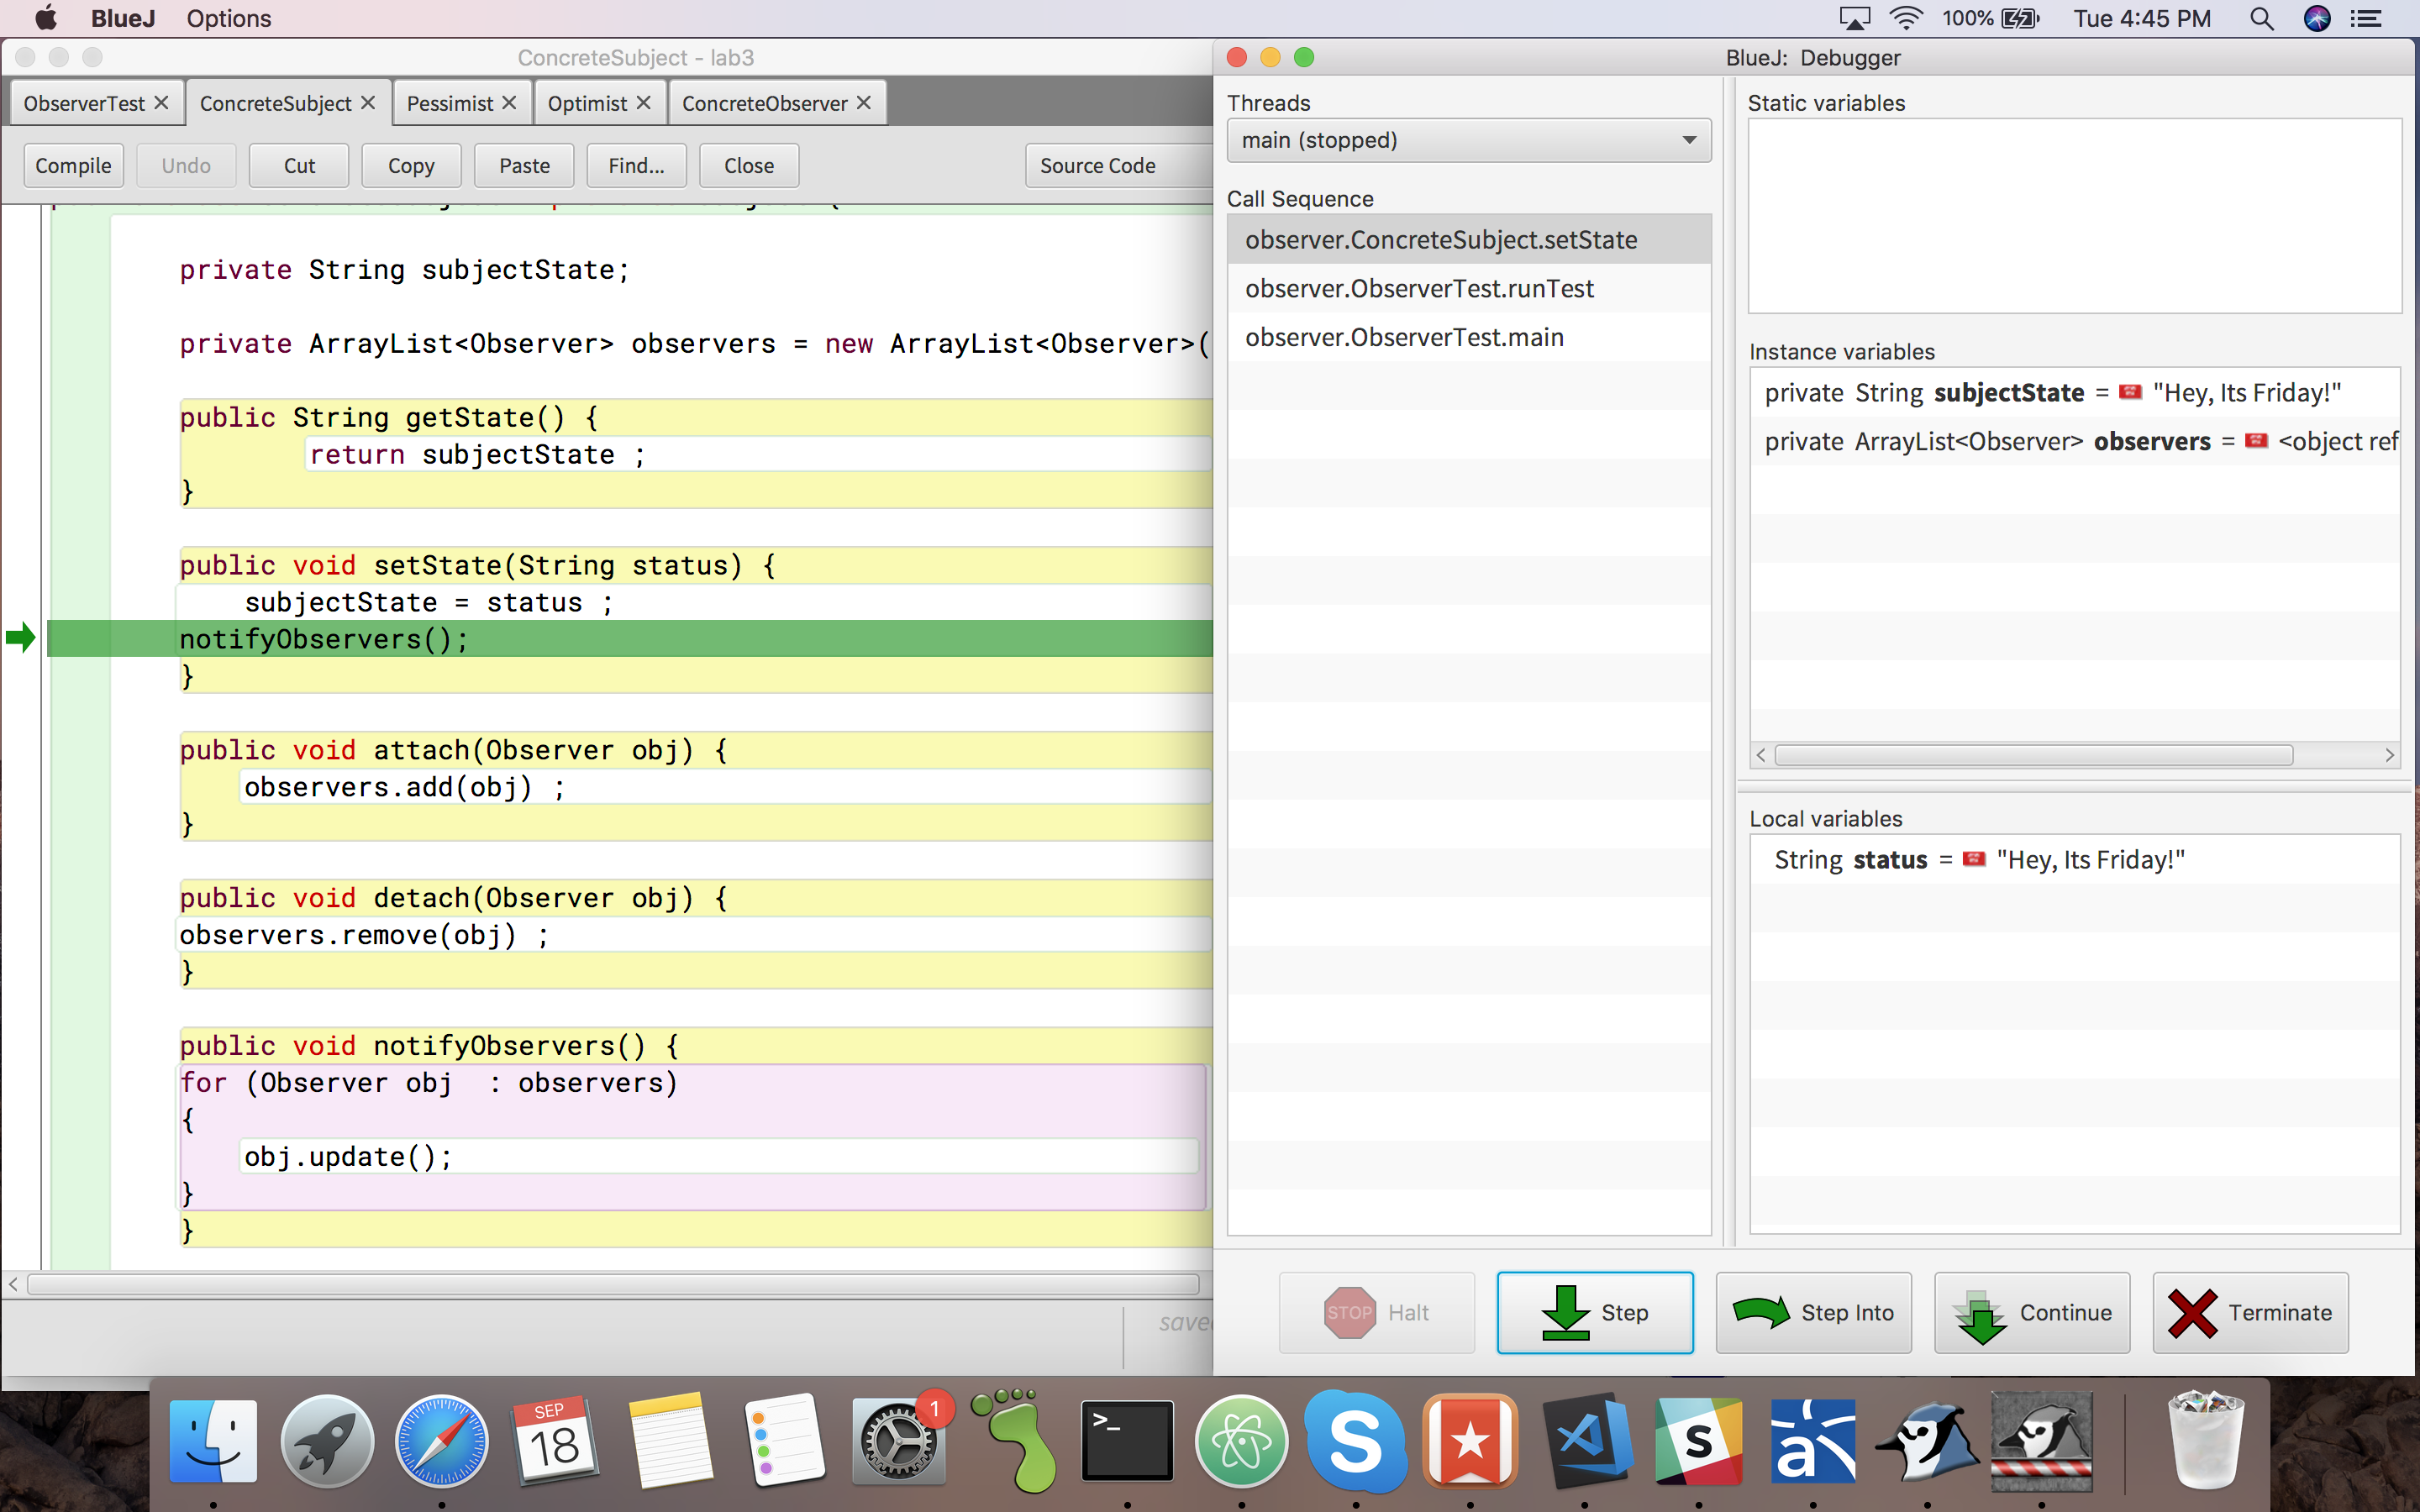 BlueJ Options
100% Tue 4:45 PM
ConcreteSubject - lab3
ObserverTest ConcreteSubject Pessimist Optimist ConcreteObserver
Compile Undo Cut Copy Paste Find... Close Source Code
private String subjectState;
private ArrayList<Observer> observers = new ArrayList<Observer>(
public String getState() {
return subjectState ;
}
public void setState(String status) {
subjectState = status ;
notifyObservers();
}
public void attach(Observer obj) {
observers.add(obj) ;
}
public void detach(Observer obj) {
observers.remove(obj) ;
}
public void notifyObservers() {
for (Observer obj : observers)
{
obj.update();
}
}
save
BlueJ: Debugger
Threads
main (stopped)
Call Sequence
observer.ConcreteSubject.setState
observer.ObserverTest.runTest
observer.ObserverTest.main
Static variables
Instance variables
private String subjectState = "Hey, Its Friday!"
private ArrayList<Observer> observers = <object ref
Local variables
String status = "Hey, Its Friday!"
STOP Halt Step Step Into Continue Terminate
SEP
18
1
>_
S
S
a